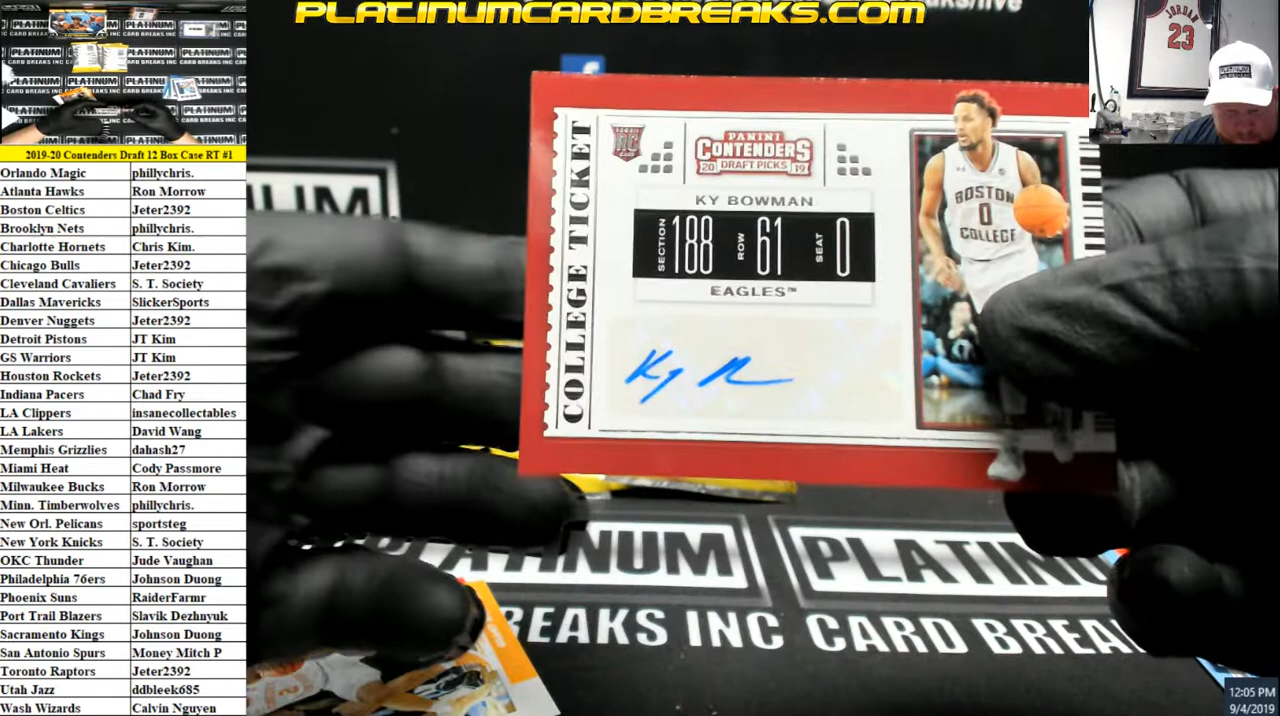 PLATINUMCARDBREAKS.COM
/live
JORDAN
23
2019-20 Contenders Draft 12 Box Case RT #1
Orlando Magic phillychris.
Atlanta Hawks Ron Morrow
Boston Celtics Jeter2392
Brooklyn Nets phillychris.
Charlotte Hornets Chris Kim.
Chicago Bulls Jeter2392
Cleveland Cavaliers S. T. Society
Dallas Mavericks SlickerSports
Denver Nuggets Jeter2392
Detroit Pistons JT Kim
GS Warriors JT Kim
Houston Rockets Jeter2392
Indiana Pacers Chad Fry
LA Clippers insanecollectables
LA Lakers David Wang
Memphis Grizzlies dahash27
Miami Heat Cody Passmore
Milwaukee Bucks Ron Morrow
Minn. Timberwolves phillychris.
New Orl. Pelicans sportsteg
New York Knicks S. T. Society
OKC Thunder Jude Vaughan
Philadelphia 76ers Johnson Duong
Phoenix Suns RaiderFarmr
Port Trail Blazers Slavik Dezhnyuk
Sacramento Kings Johnson Duong
San Antonio Spurs Money Mitch P
Toronto Raptors Jeter2392
Utah Jazz ddbleek685
Wash Wizards Calvin Nguyen
COLLEGE TICKET
RC
PANINI
CONTENDERS
20 DRAFT PICKS 19
KY BOWMAN
SECTION 188 ROW 61 SEAT 0
EAGLES™
Ky B
BOSTON
0
COLLEGE
PLATINUM PLATINUM
BREAKS INC CARD BREA
12:05 PM
9/4/2019